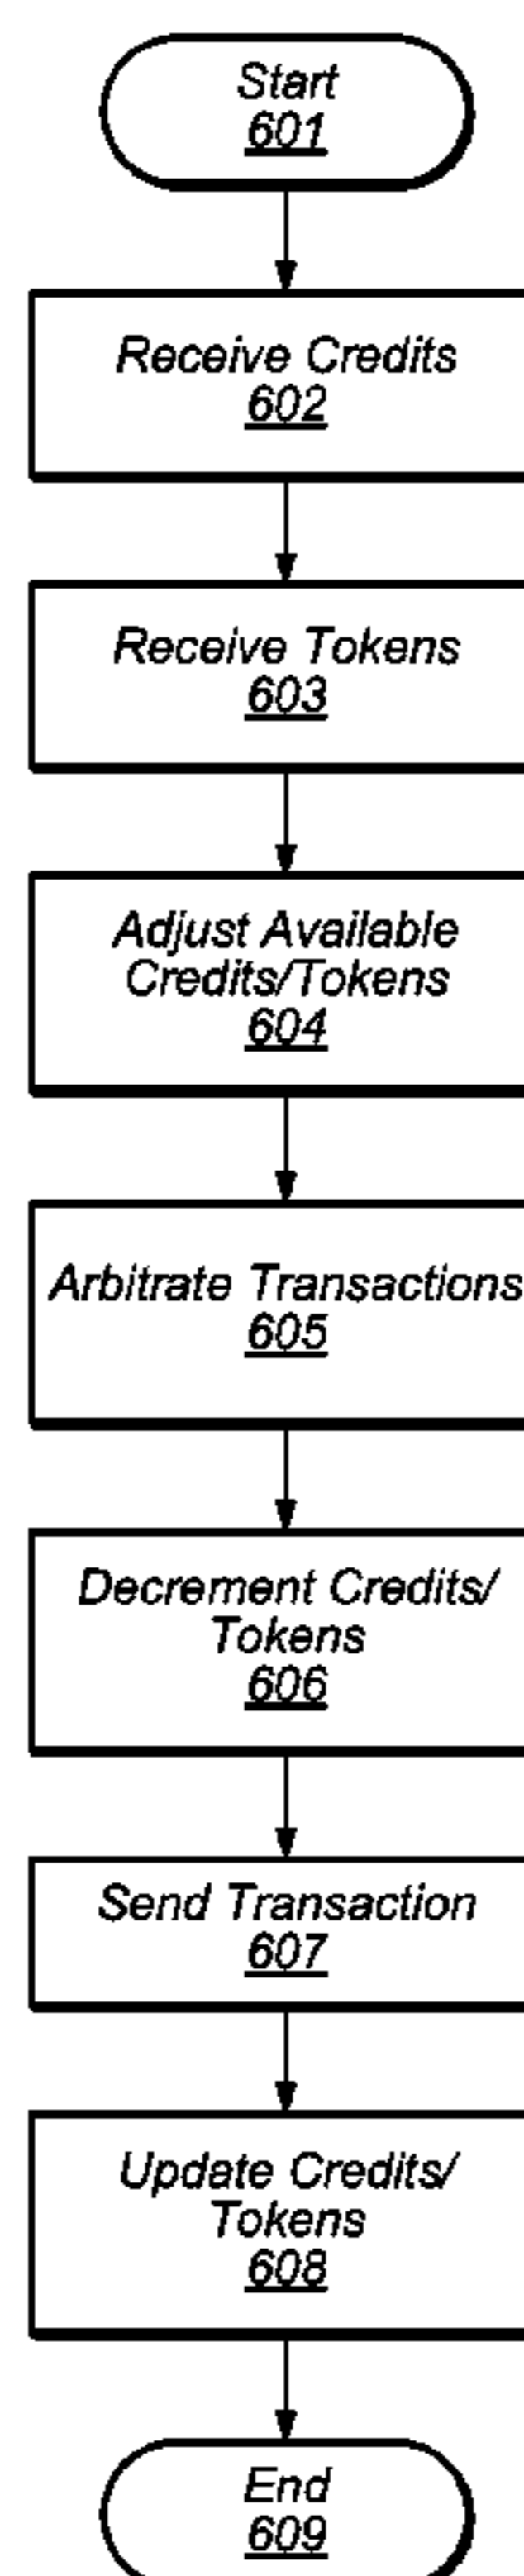 Start
601
Receive Credits
602
Receive Tokens
603
Adjust Available
Credits/Tokens
604
Arbitrate Transactions
605
Decrement Credits/
Tokens
606
Send Transaction
607
Update Credits/
Tokens
608
End
609